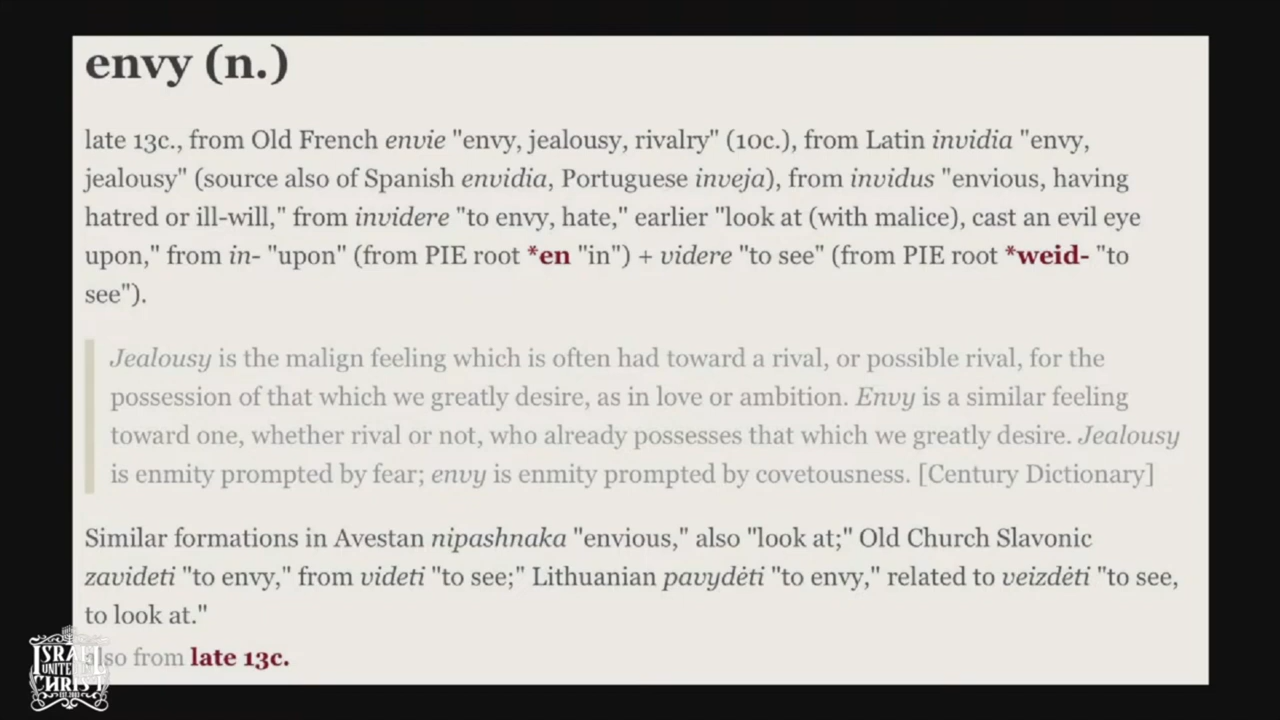 envy (n.)
late 13c., from Old French envie "envy, jealousy, rivalry" (10c.), from Latin invidia "envy,
jealousy" (source also of Spanish envidia, Portuguese inveja), from invidus "envious, having
hatred or ill-will," from invidere "to envy, hate," earlier "look at (with malice), cast an evil eye
upon," from in- "upon" (from PIE root *en "in") + videre "to see" (from PIE root *weid- "to
see").
Jealousy is the malign feeling which is often had toward a rival, or possible rival, for the
possession of that which we greatly desire, as in love or ambition. Envy is a similar feeling
toward one, whether rival or not, who already possesses that which we greatly desire. Jealousy
is enmity prompted by fear; envy is enmity prompted by covetousness. [Century Dictionary]
Similar formations in Avestan nipashnaka "envious," also "look at;" Old Church Slavonic
zavideti "to envy," from videti "to see;" Lithuanian pavydėti "to envy," related to veizdėti "to see,
to look at."
also from late 13c.
ISRAEL
UNITED IN
CHRIST
EST. 2003